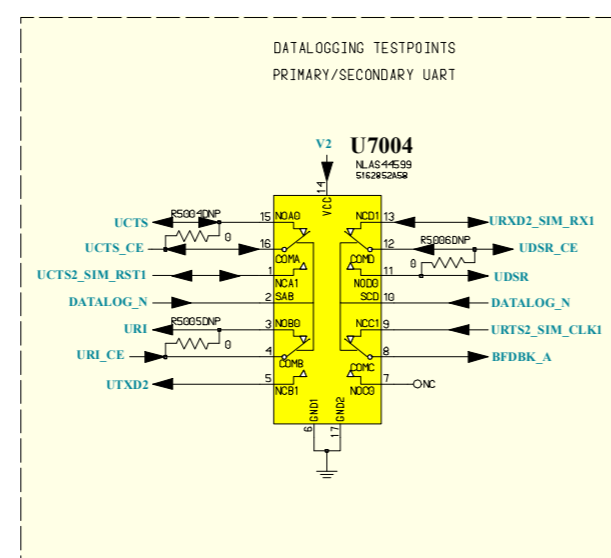 DATALOGGING TESTPOINTS
PRIMARY/SECONDARY UART
V2
U7004
NLAS44599
5162852A58
14
VCC
UCTS
R5004DNP
15
NOA0
NCD1
13
URXD2_SIM_RX1
0
UCTS_CE
16
COMA
COMD
12
R5006DNP
UDSR_CE
0
UCTS2_SIM_RST1
1
NCA1
NOD0
11
UDSR
DATALOG_N
2
SAB
SCD
10
DATALOG_N
URI
R5005DNP
3
NOB0
NCC1
9
URTS2_SIM_CLK1
0
URI_CE
4
COMB
COMC
8
BFDBK_A
UTXD2
5
NCB1
NOC0
7
NC
GND1
GND2
6
17